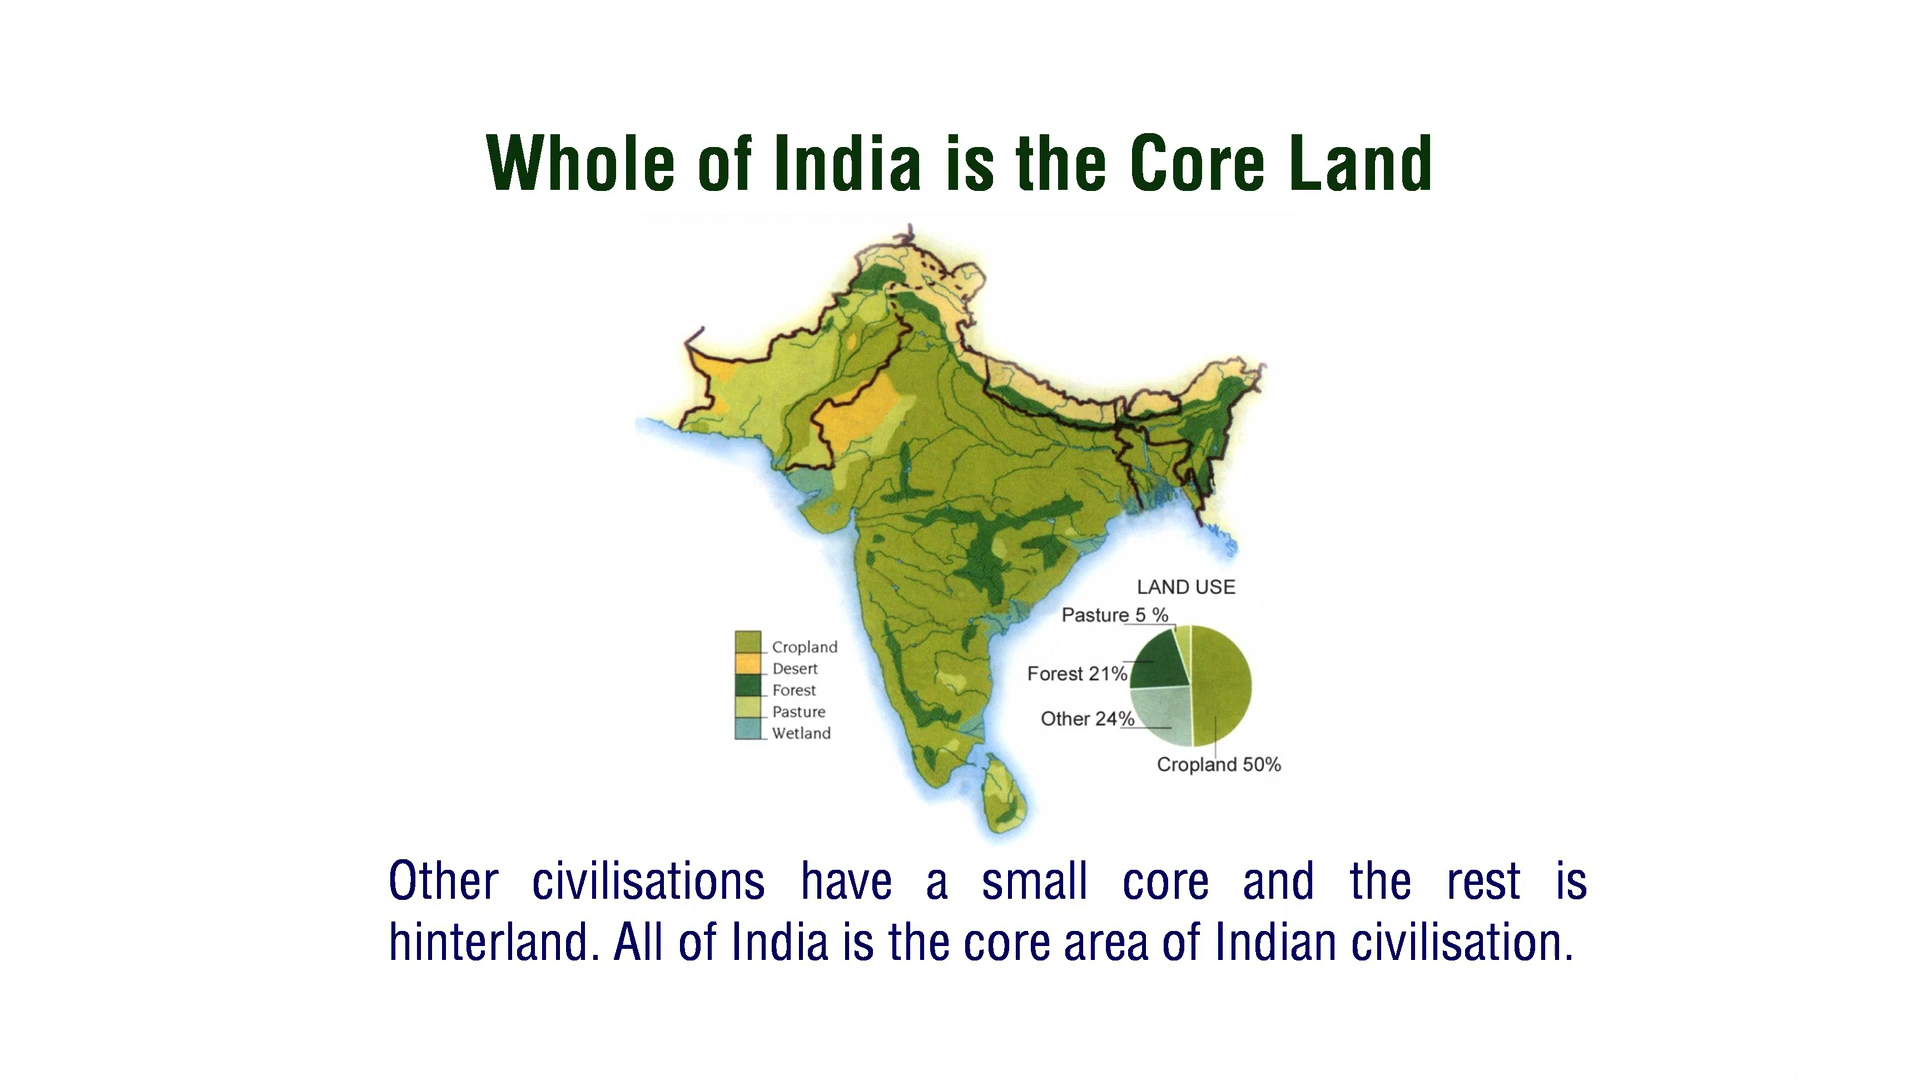 Whole of India is the Core Land
LAND USE
Pasture 5 %
Forest 21%
Other 24%
Cropland 50%
Cropland
Desert
Forest
Pasture
Wetland
Other civilisations have a small core and the rest is
hinterland. All of India is the core area of Indian civilisation.